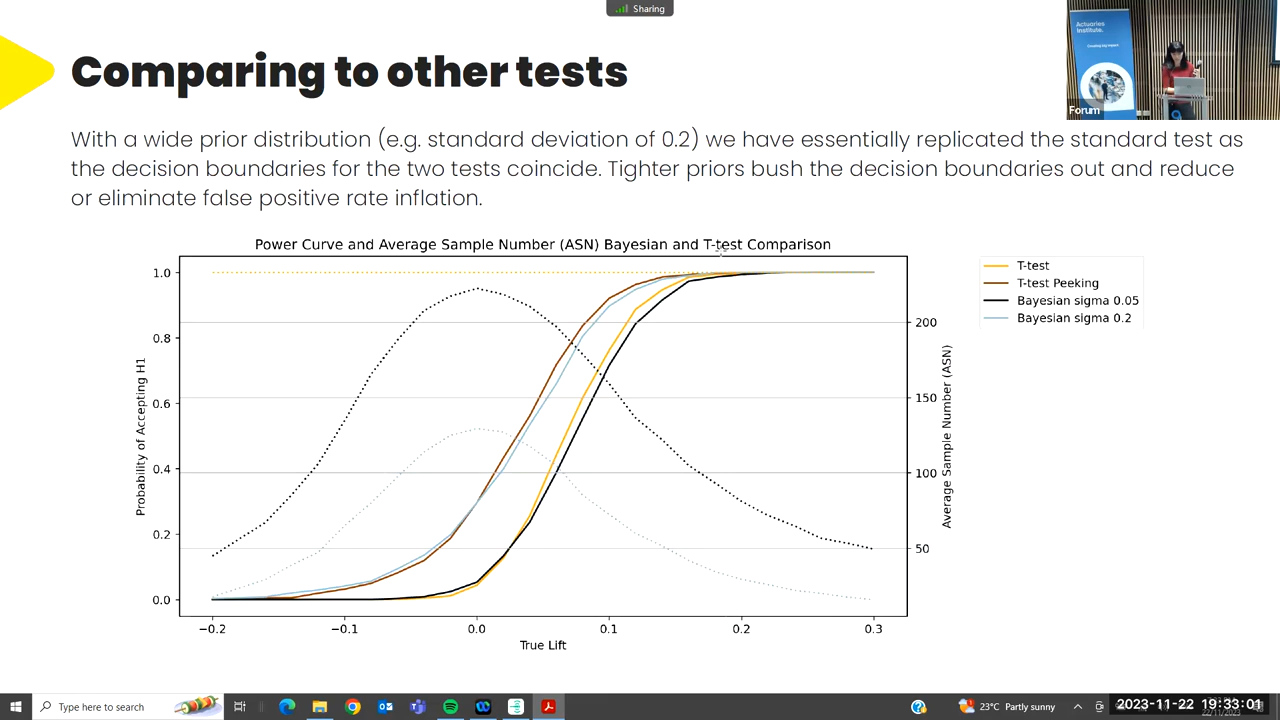 Sharing
Actuaries
Institute.
Forum
Comparing to other tests
With a wide prior distribution (e.g. standard deviation of 0.2) we have essentially replicated the standard test as
the decision boundaries for the two tests coincide. Tighter priors bush the decision boundaries out and reduce
or eliminate false positive rate inflation.
Power Curve and Average Sample Number (ASN) Bayesian and T-test Comparison
T-test
T-test Peeking
Bayesian sigma 0.05
Bayesian sigma 0.2
Probability of Accepting H1
1.0
0.8
0.6
0.4
0.2
0.0
200
150
100
50
Average Sample Number (ASN)
−0.2 −0.1 0.0 0.1 0.2 0.3
True Lift
Type here to search
23°C Partly sunny
2023-11-22 19:33:01